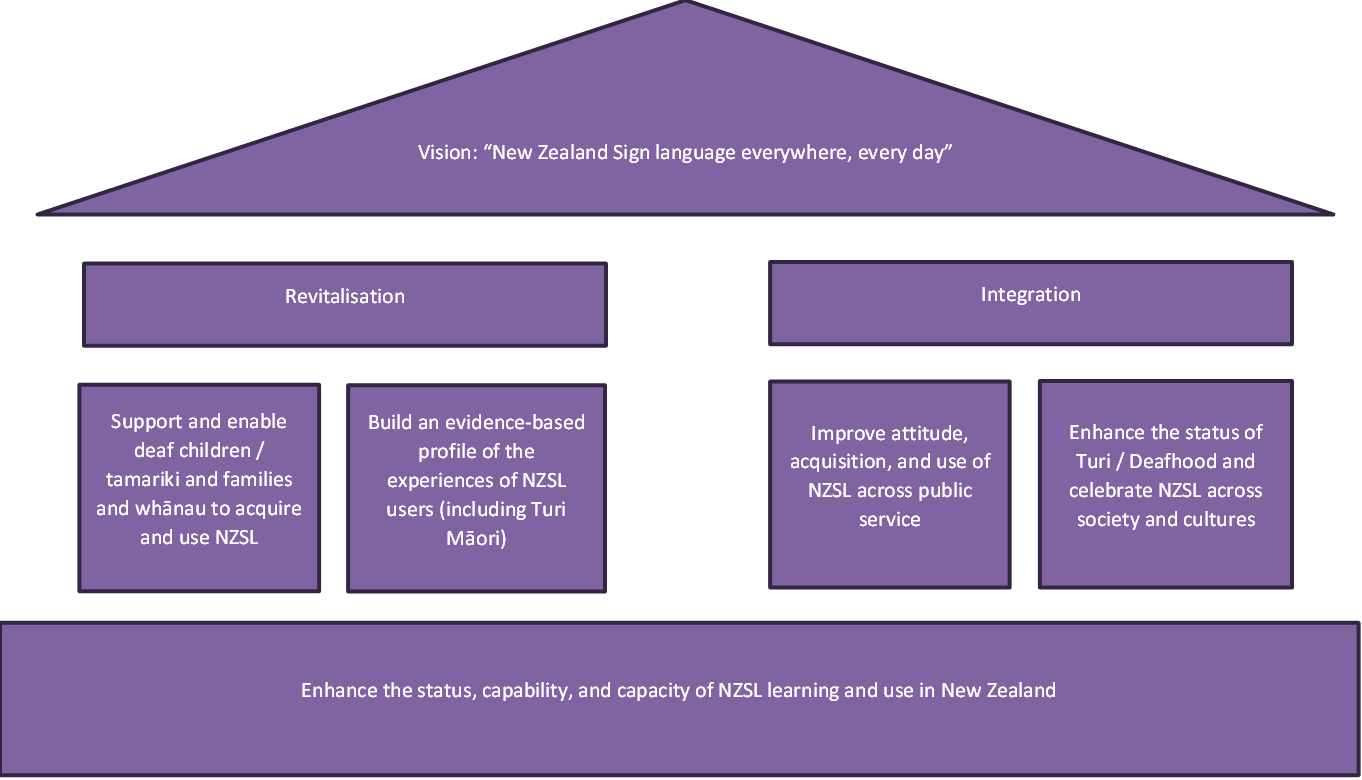 Vision: “New Zealand Sign language everywhere, every day”
Revitalisation
Integration
Support and enable
deaf children /
tamariki and families
and whānau to acquire
and use NZSL
Build an evidence-based
profile of the
experiences of NZSL
users (including Turi
Māori)
Improve attitude,
acquisition, and use of
NZSL across public
service
Enhance the status of
Turi / Deafhood and
celebrate NZSL across
society and cultures
Enhance the status, capability, and capacity of NZSL learning and use in New Zealand